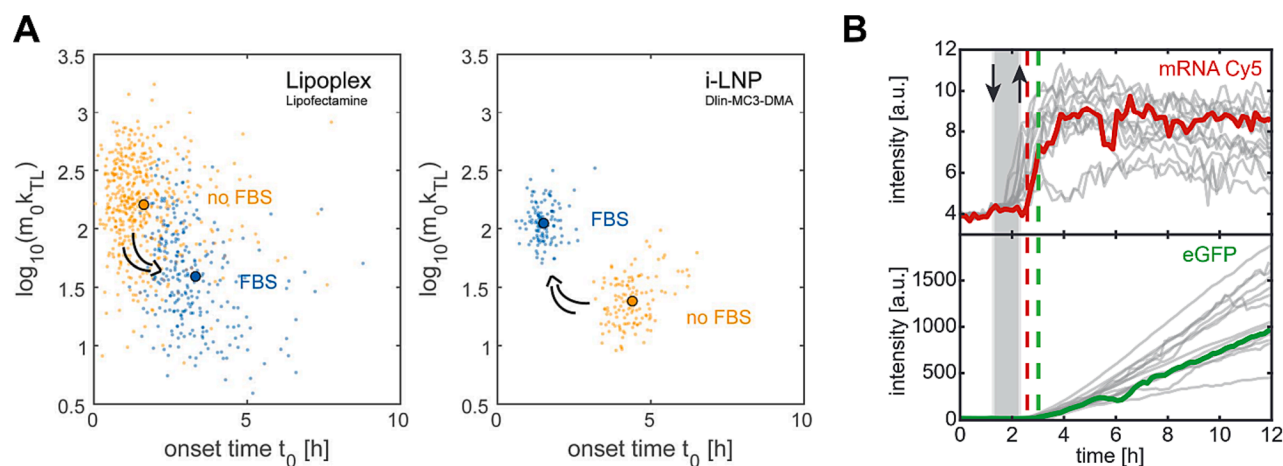 A
3.5
3
2.5
2
1.5
1
0.5
log10(m0kTL)
Lipoplex
Lipofectamine
no FBS
FBS
0
5
10
onset time t0 [h]
3.5
3
2.5
2
1.5
1
0.5
log10(m0kTL)
i-LNP
Dlin-MC3-DMA
FBS
no FBS
0
5
10
onset time t0 [h]
B
12
10
8
6
4
intensity [a.u.]
mRNA Cy5
1500
1000
500
0
intensity [a.u.]
eGFP
0
2
4
6
8
10
12
time [h]